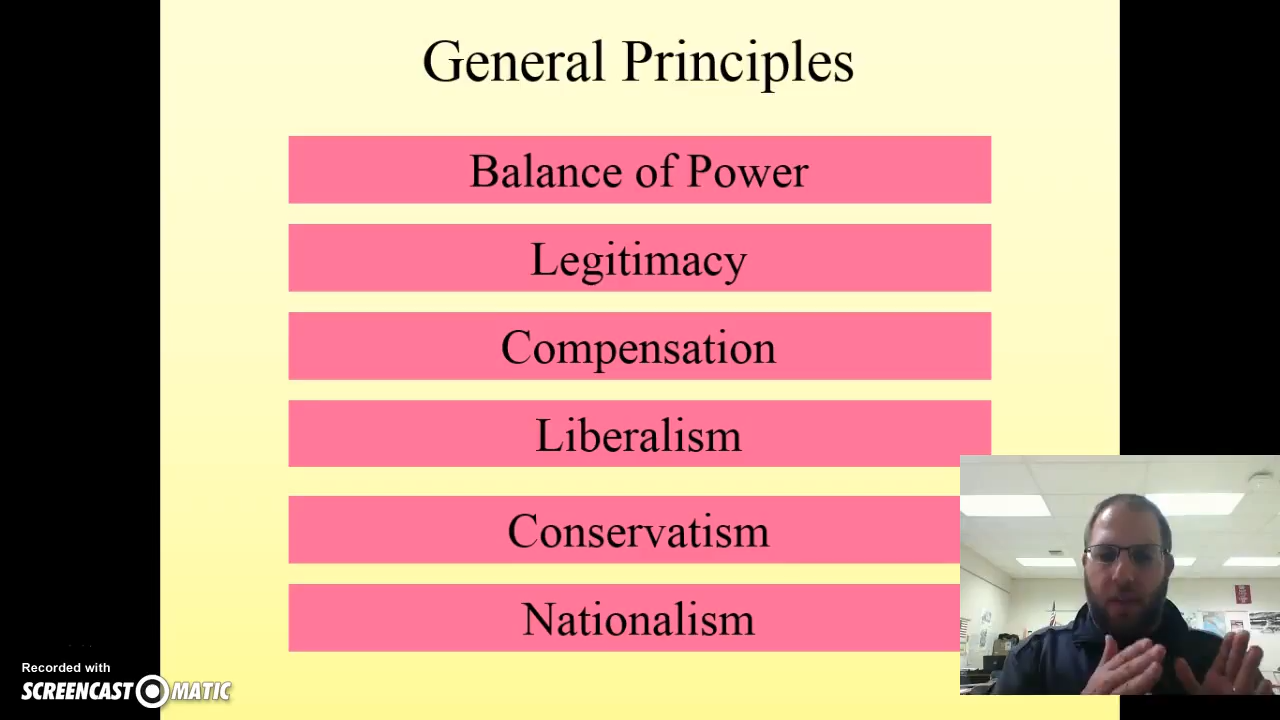 General Principles
Balance of Power
Legitimacy
Compensation
Liberalism
Conservatism
Nationalism
Recorded with
SCREENCAST MATIC